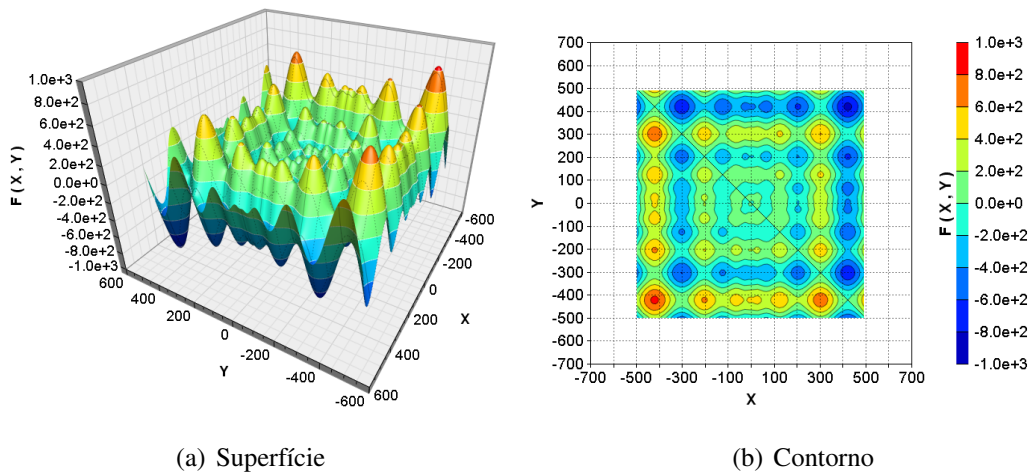 1.0e+3
8.0e+2
6.0e+2
4.0e+2
2.0e+2
0.0e+0
-2.0e+2
-4.0e+2
-6.0e+2
-8.0e+2
-1.0e+3
F ( X , Y )
600
400
200
0
-200
-400
-600
Y
-600
-400
-200
0
200
400
600
X
(a) Superfície
700
600
500
400
300
200
100
0
-100
-200
-300
-400
-500
-600
-700
Y
-700
-500
-300
-100
100
300
500
700
X
F ( X , Y )
1.0e+3
8.0e+2
6.0e+2
4.0e+2
2.0e+2
0.0e+0
-2.0e+2
-4.0e+2
-6.0e+2
-8.0e+2
-1.0e+3
(b) Contorno